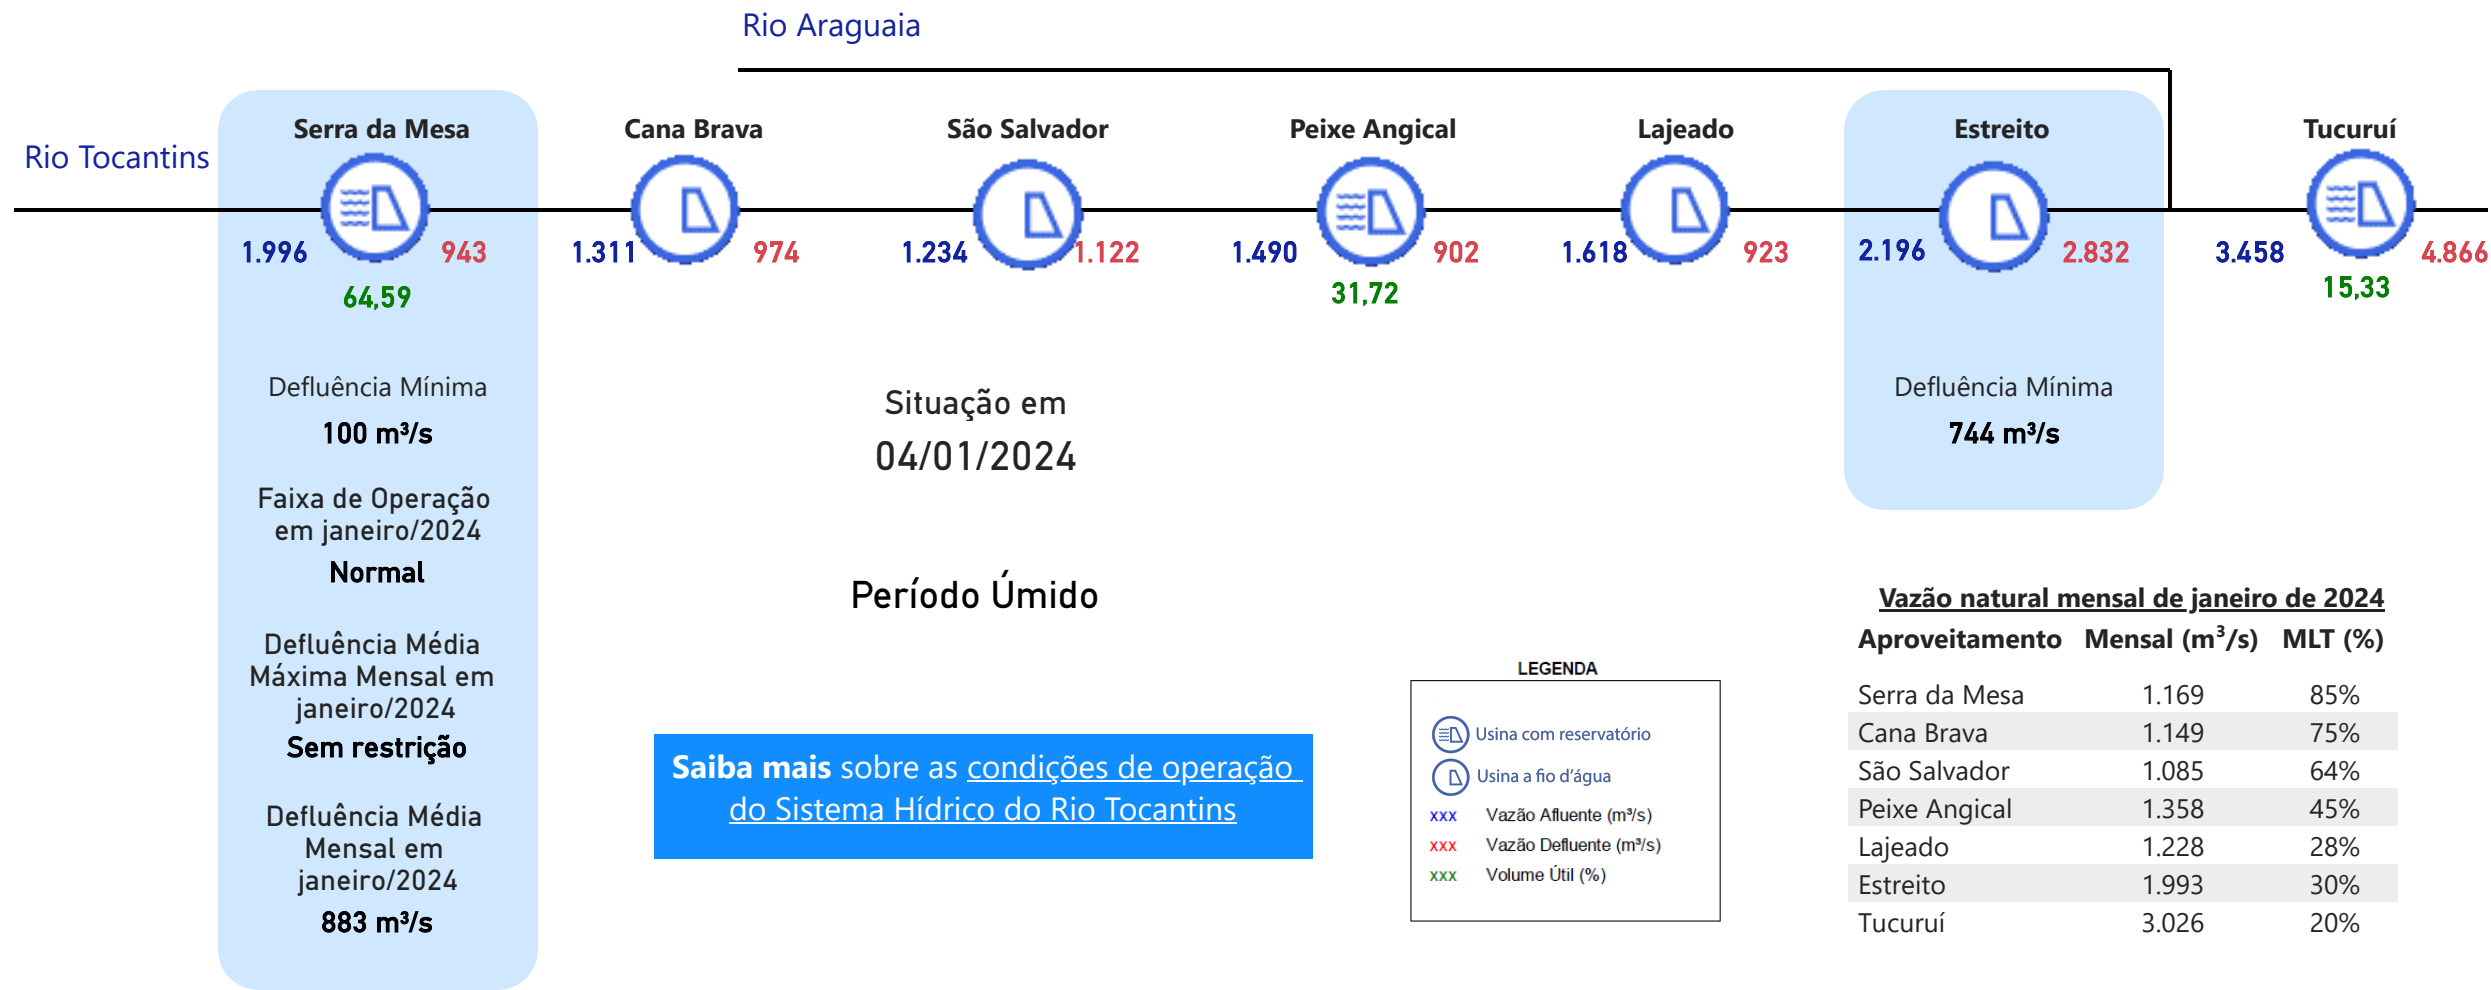 Rio Araguaia
Rio Tocantins
Serra da Mesa
Cana Brava
São Salvador
Peixe Angical
Lajeado
Estreito
Tucuruí
1.996
943
1.311
974
1.234
1.122
1.490
902
1.618
923
2.196
2.832
3.458
4.866
64,59
31,72
15,33
Defluência Mínima
100 m³/s
Faixa de Operação
em janeiro/2024
Normal
Defluência Média
Máxima Mensal em
janeiro/2024
Sem restrição
Defluência Média
Mensal em
janeiro/2024
883 m³/s
Situação em
04/01/2024
Período Úmido
Saiba mais sobre as condições de operação
do Sistema Hídrico do Rio Tocantins
Defluência Mínima
744 m³/s
LEGENDA
Usina com reservatório
Usina a fio d'água
xxx Vazão Afluente (m³/s)
xxx Vazão Defluente (m³/s)
xxx Volume Útil (%)
Vazão natural mensal de janeiro de 2024
Aproveitamento Mensal (m³/s) MLT (%)
Serra da Mesa 1.169 85%
Cana Brava 1.149 75%
São Salvador 1.085 64%
Peixe Angical 1.358 45%
Lajeado 1.228 28%
Estreito 1.993 30%
Tucuruí 3.026 20%